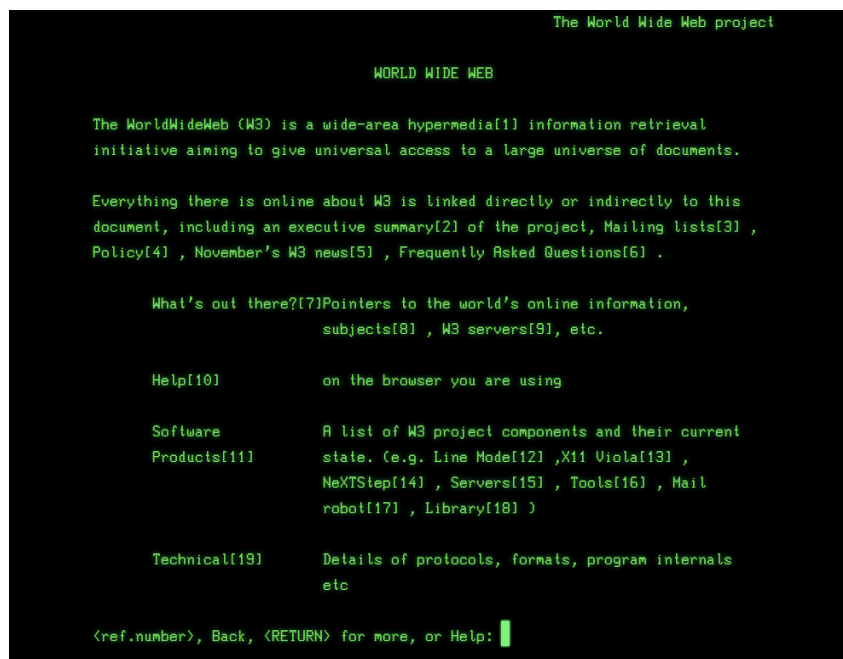 The World Wide Web project
WORLD WIDE WEB
The WorldWideWeb (W3) is a wide-area hypermedia[1] information retrieval
initiative aiming to give universal access to a large universe of documents.
Everything there is online about W3 is linked directly or indirectly to this
document, including an executive summary[2] of the project, Mailing lists[3] ,
Policy[4] , November's W3 news[5] , Frequently Asked Questions[6] .
What's out there?[7]Pointers to the world's online information,
subjects[8] , W3 servers[9], etc.
Help[10] on the browser you are using
Software A list of W3 project components and their current
Products[11] state. (e.g. Line Mode[12] ,X11 Viola[13] ,
NeXTStep[14] , Servers[15] , Tools[16] , Mail
robot[17] , Library[18] )
Technical[19] Details of protocols, formats, program internals
etc
<ref.number>, Back, <RETURN> for more, or Help: